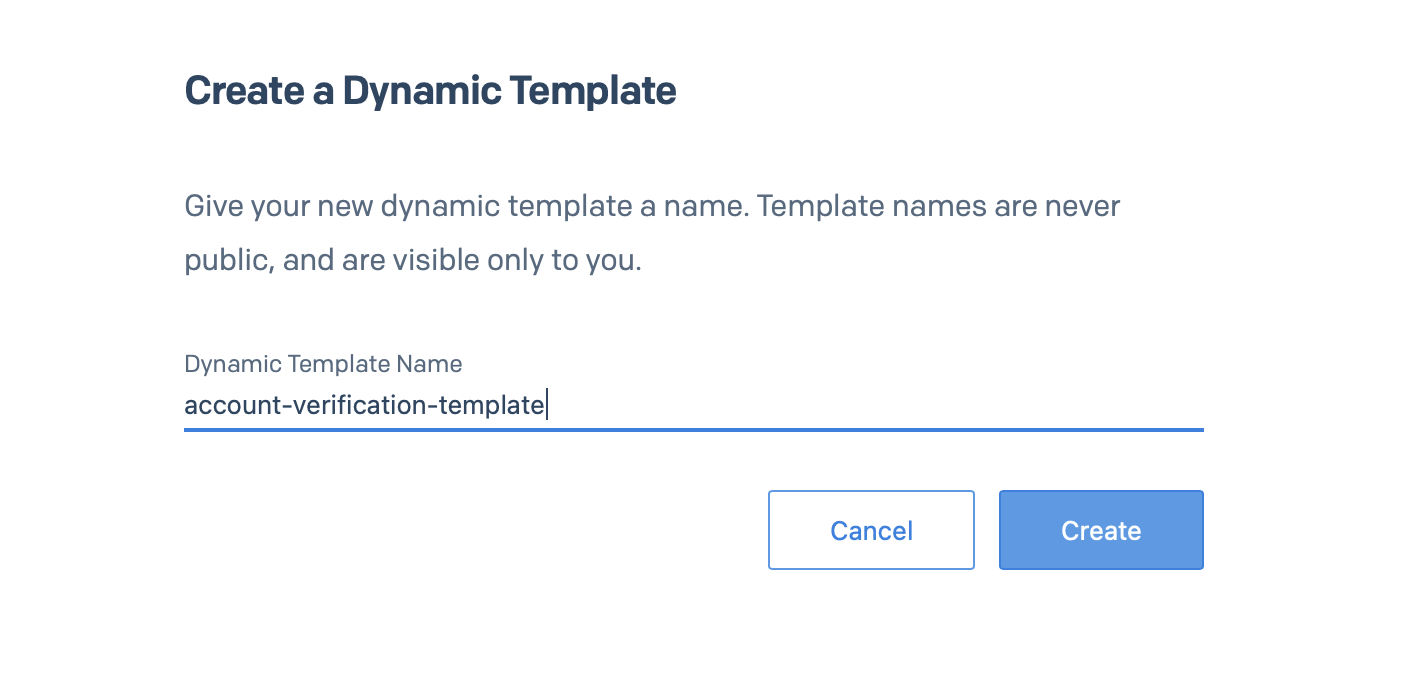 Create a Dynamic Template
Give your new dynamic template a name. Template names are never
public, and are visible only to you.
Dynamic Template Name
account-verification-template
Cancel
Create